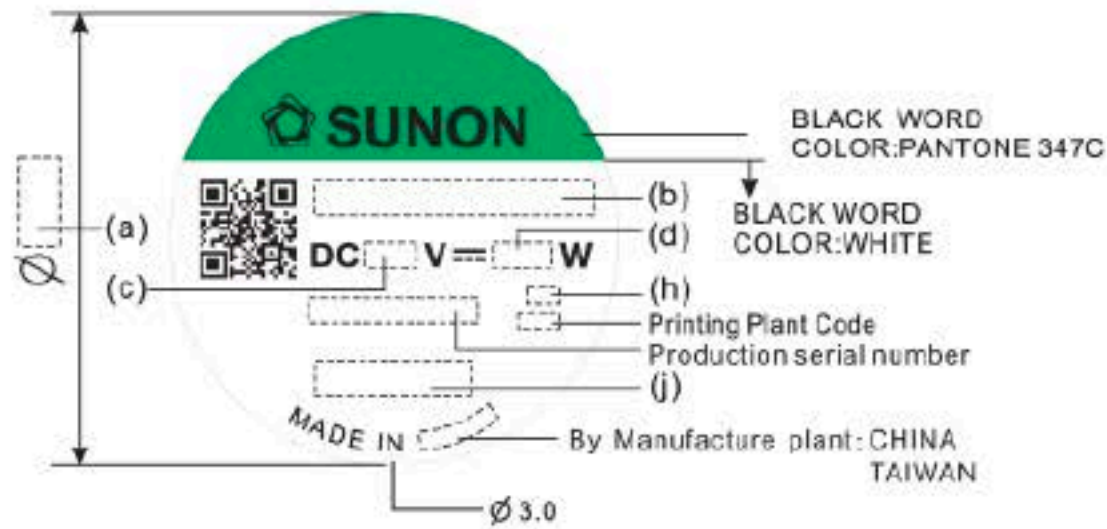 SUNON
BLACK WORD
COLOR:PANTONE 347C
(b)
BLACK WORD
COLOR:WHITE
(a)
Ø
(d)
DC V W
(c)
(h)
Printing Plant Code
Production serial number
(j)
MADE IN
By Manufacture plant: CHINA
TAIWAN
Ø 3.0